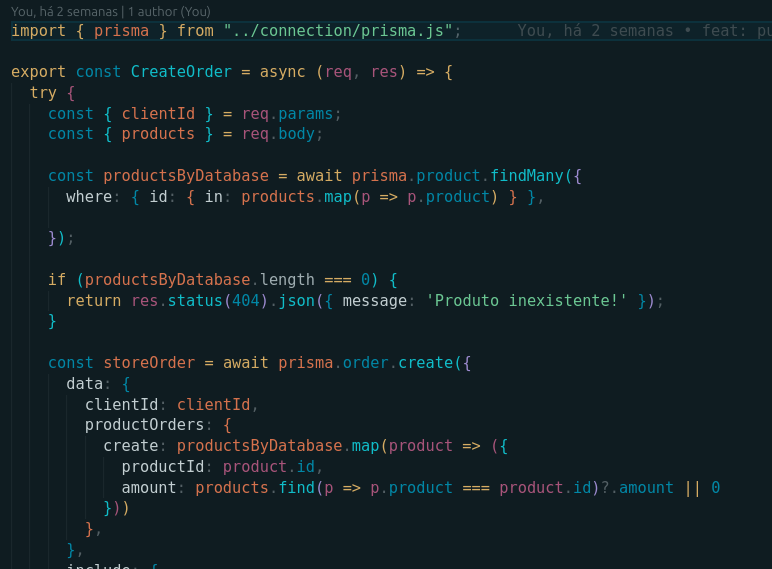 You, há 2 semanas | 1 author (You)
import { prisma } from "../connection/prisma.js"; You, há 2 semanas • feat: pu
export const CreateOrder = async (req, res) => {
try {
const { clientId } = req.params;
const { products } = req.body;
const productsByDatabase = await prisma.product.findMany({
where: { id: { in: products.map(p => p.product) } },
});
if (productsByDatabase.length === 0) {
return res.status(404).json({ message: 'Produto inexistente!' });
}
const storeOrder = await prisma.order.create({
data: {
clientId: clientId,
productOrders: {
create: productsByDatabase.map(product => ({
productId: product.id,
amount: products.find(p => p.product === product.id)?.amount || 0
}))
},
},
include: {